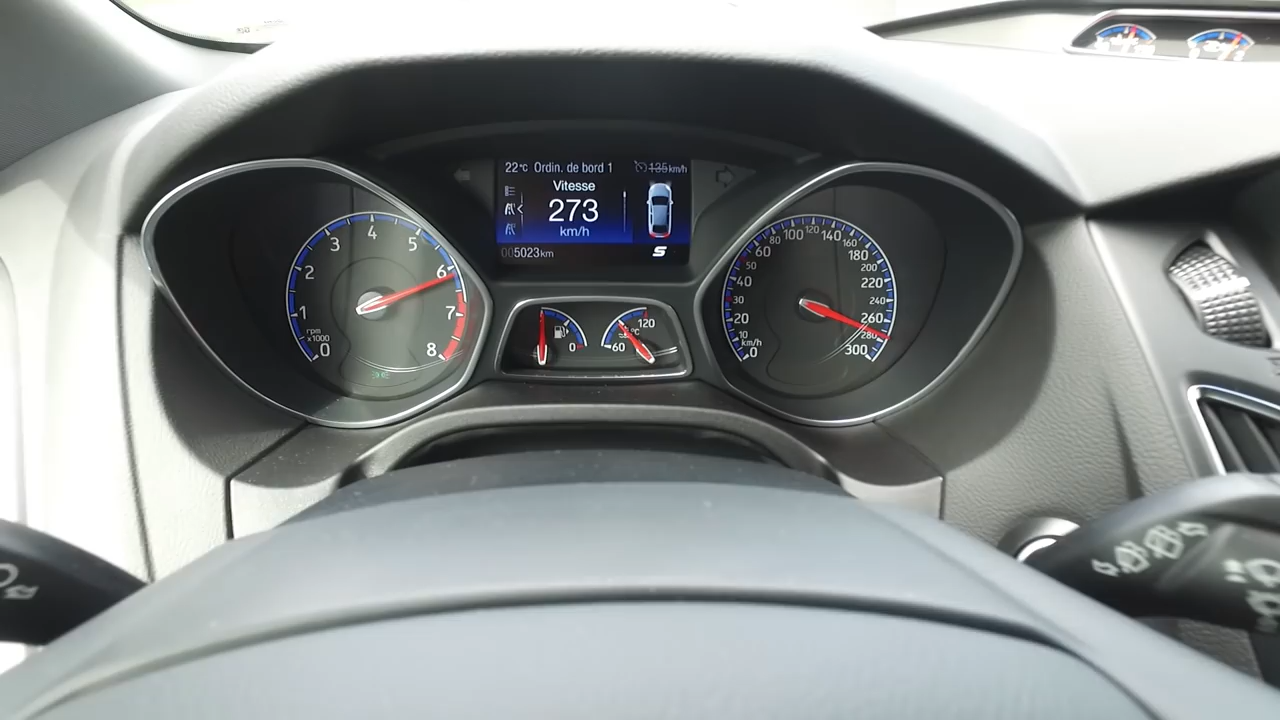 22°C Ordin. de bord 1 135km/h
Vitesse
273
km/h
005023km S
0 1 2 3 4 5 6 7 8
rpm
x1000
0
60 °C 120
0 10 20 30 40 50 60 80 100 120 140 160 180 200 220 240 260 280 300
km/h